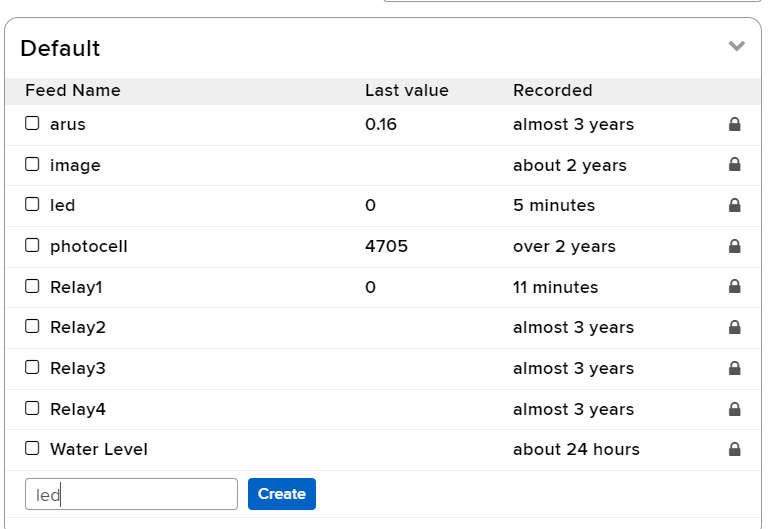 Default
Feed Name Last value Recorded
arus 0.16 almost 3 years
image about 2 years
led 0 5 minutes
photocell 4705 over 2 years
Relay1 0 11 minutes
Relay2 almost 3 years
Relay3 almost 3 years
Relay4 almost 3 years
Water Level about 24 hours
led Create